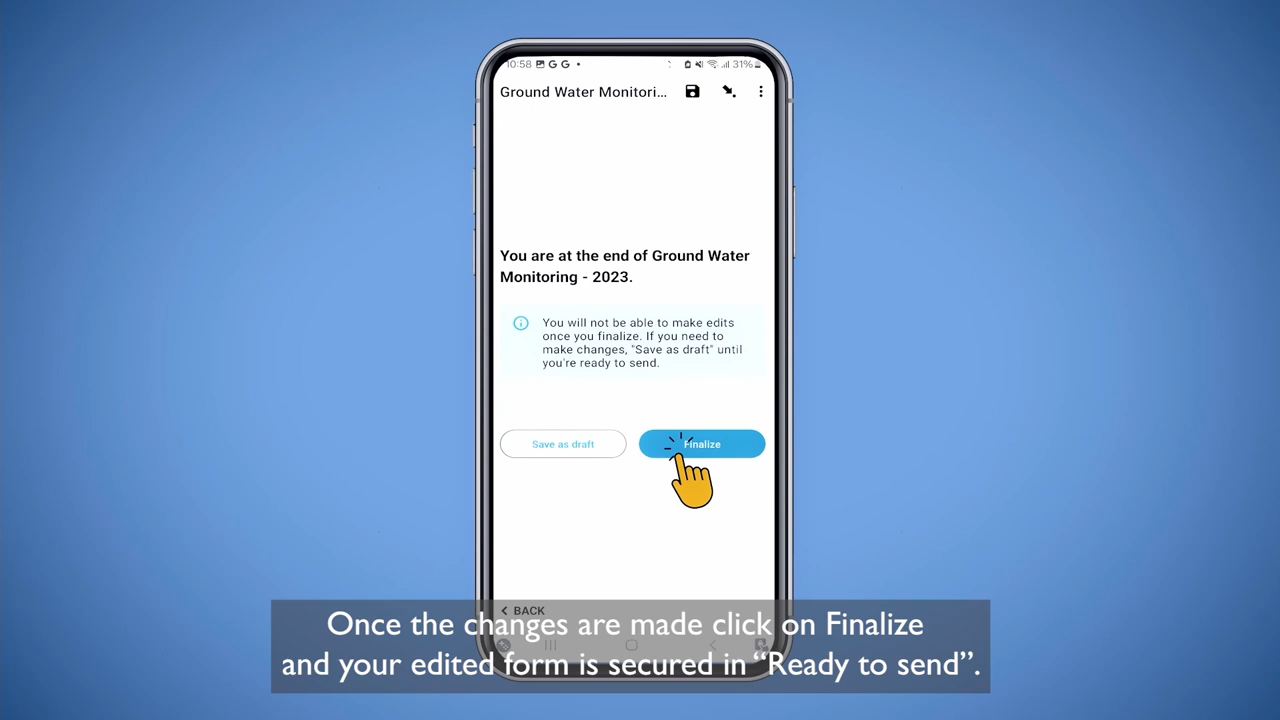 10:58 G G 31%
Ground Water Monitori...
You are at the end of Ground Water
Monitoring - 2023.
You will not be able to make edits
once you finalize. If you need to
make changes, "Save as draft" until
you're ready to send.
Save as draft Finalize
BACK
Once the changes are made click on Finalize
and your edited form is secured in “Ready to send”.